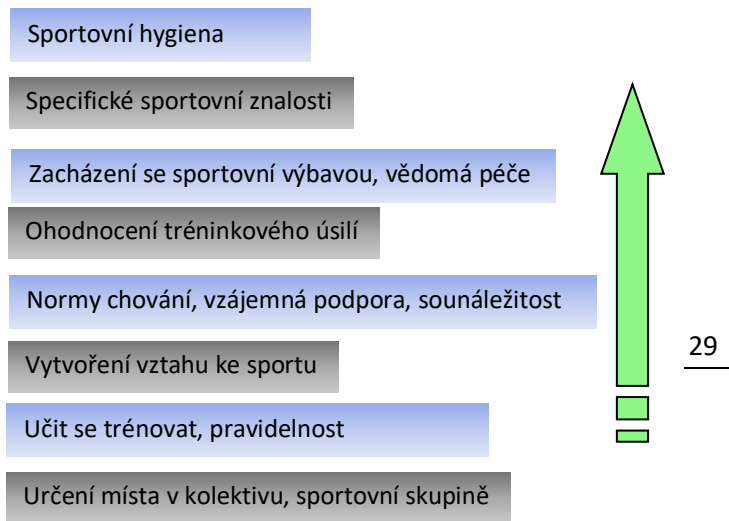 Sportovní hygiena
Specifické sportovní znalosti
Zacházení se sportovní výbavou, vědomá péče
Ohodnocení tréninkového úsilí
Normy chování, vzájemná podpora, sounáležitost
29
Vytvoření vztahu ke sportu
Učit se trénovat, pravidelnost
Určení místa v kolektivu, sportovní skupině